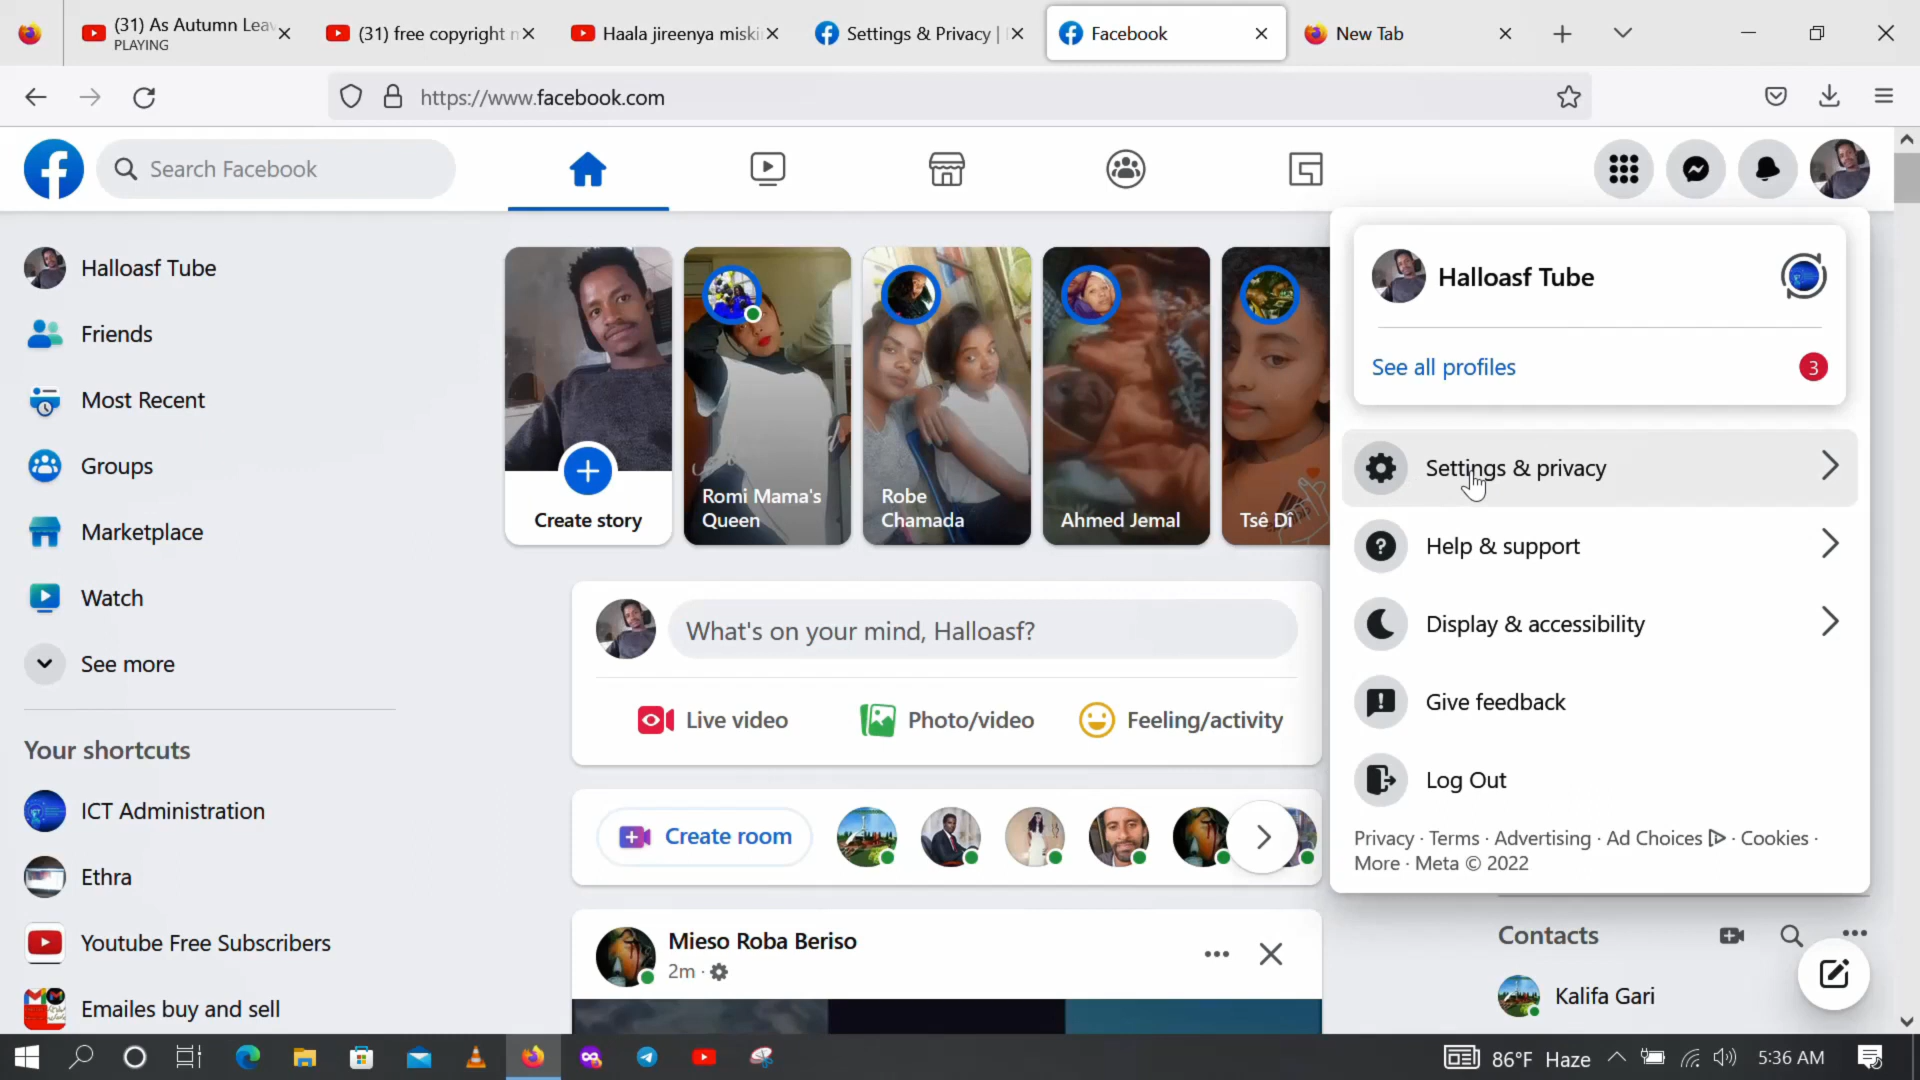 (31) As Autumn Lea
PLAYING
(31) free copyright m
Haala jireenya miski
Settings & Privacy |
Facebook
New Tab
https://www.facebook.com
Search Facebook
Halloasf Tube
Friends
Most Recent
Groups
Marketplace
Watch
See more
Your shortcuts
ICT Administration
Ethra
Youtube Free Subscribers
Emailes buy and sell
Create story
Romi Mama's
Queen
Robe
Chamada
Ahmed Jemal
Tsê Dî
What's on your mind, Halloasf?
Live video
Photo/video
Feeling/activity
Create room
Mieso Roba Beriso
2m ·
Halloasf Tube
See all profiles
3
Settings & privacy
Help & support
Display & accessibility
Give feedback
Log Out
Privacy · Terms · Advertising · Ad Choices · Cookies ·
More · Meta © 2022
Contacts
Kalifa Gari
86°F Haze
5:36 AM